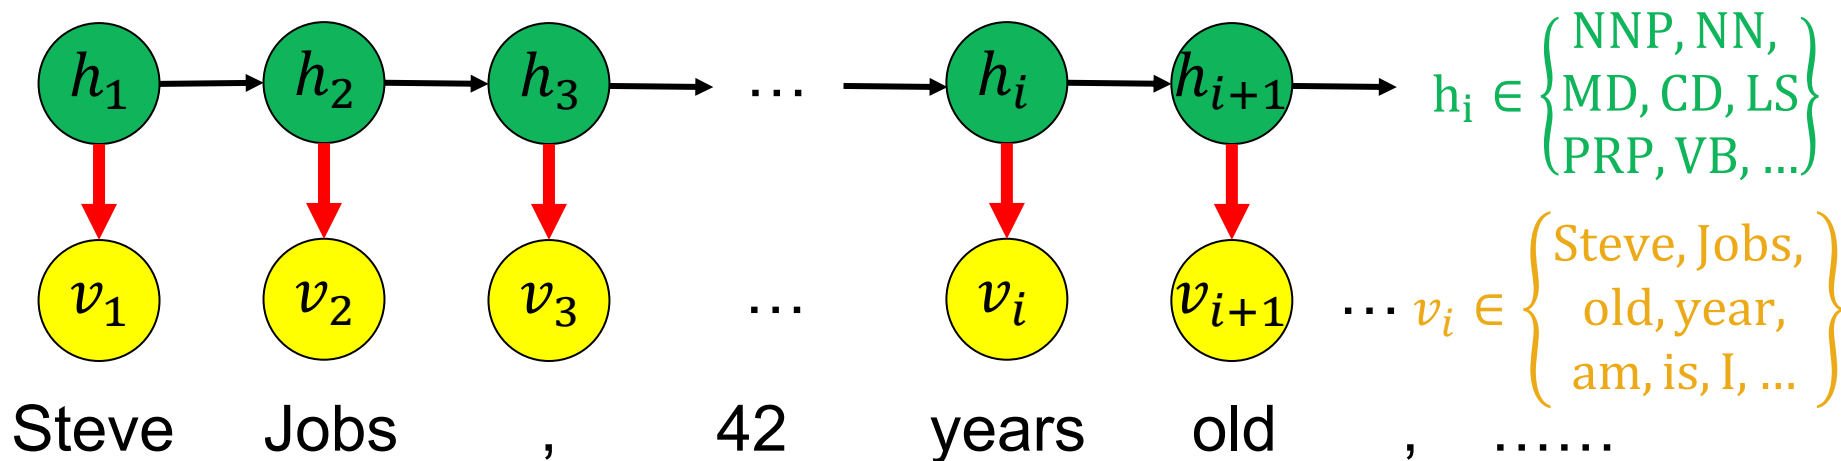 h₁ h₂ h₃ … hᵢ hᵢ₊₁ hᵢ ∈ {NNP, NN,
MD, CD, LS
PRP, VB, …}
v₁ v₂ v₃ … vᵢ vᵢ₊₁ … vᵢ ∈ {Steve, Jobs,
old, year,
am, is, I, …}
Steve Jobs , 42 years old , ……